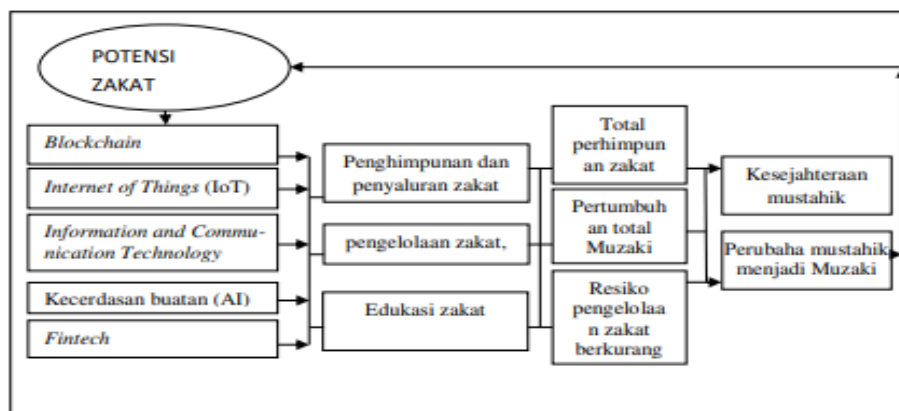 POTENSI
ZAKAT
Blockchain
Internet of Things (IoT)
Information and Commu-
nication Technology
Kecerdasan buatan (AI)
Fintech
Penghimpunan dan
penyaluran zakat
pengelolaan zakat,
Edukasi zakat
Total
perhimpun
an zakat
Pertumbuh
an total
Muzaki
Resiko
pengelolaa
n zakat
berkurang
Kesejahteraan
mustahik
Perubaha mustahik
menjadi Muzaki